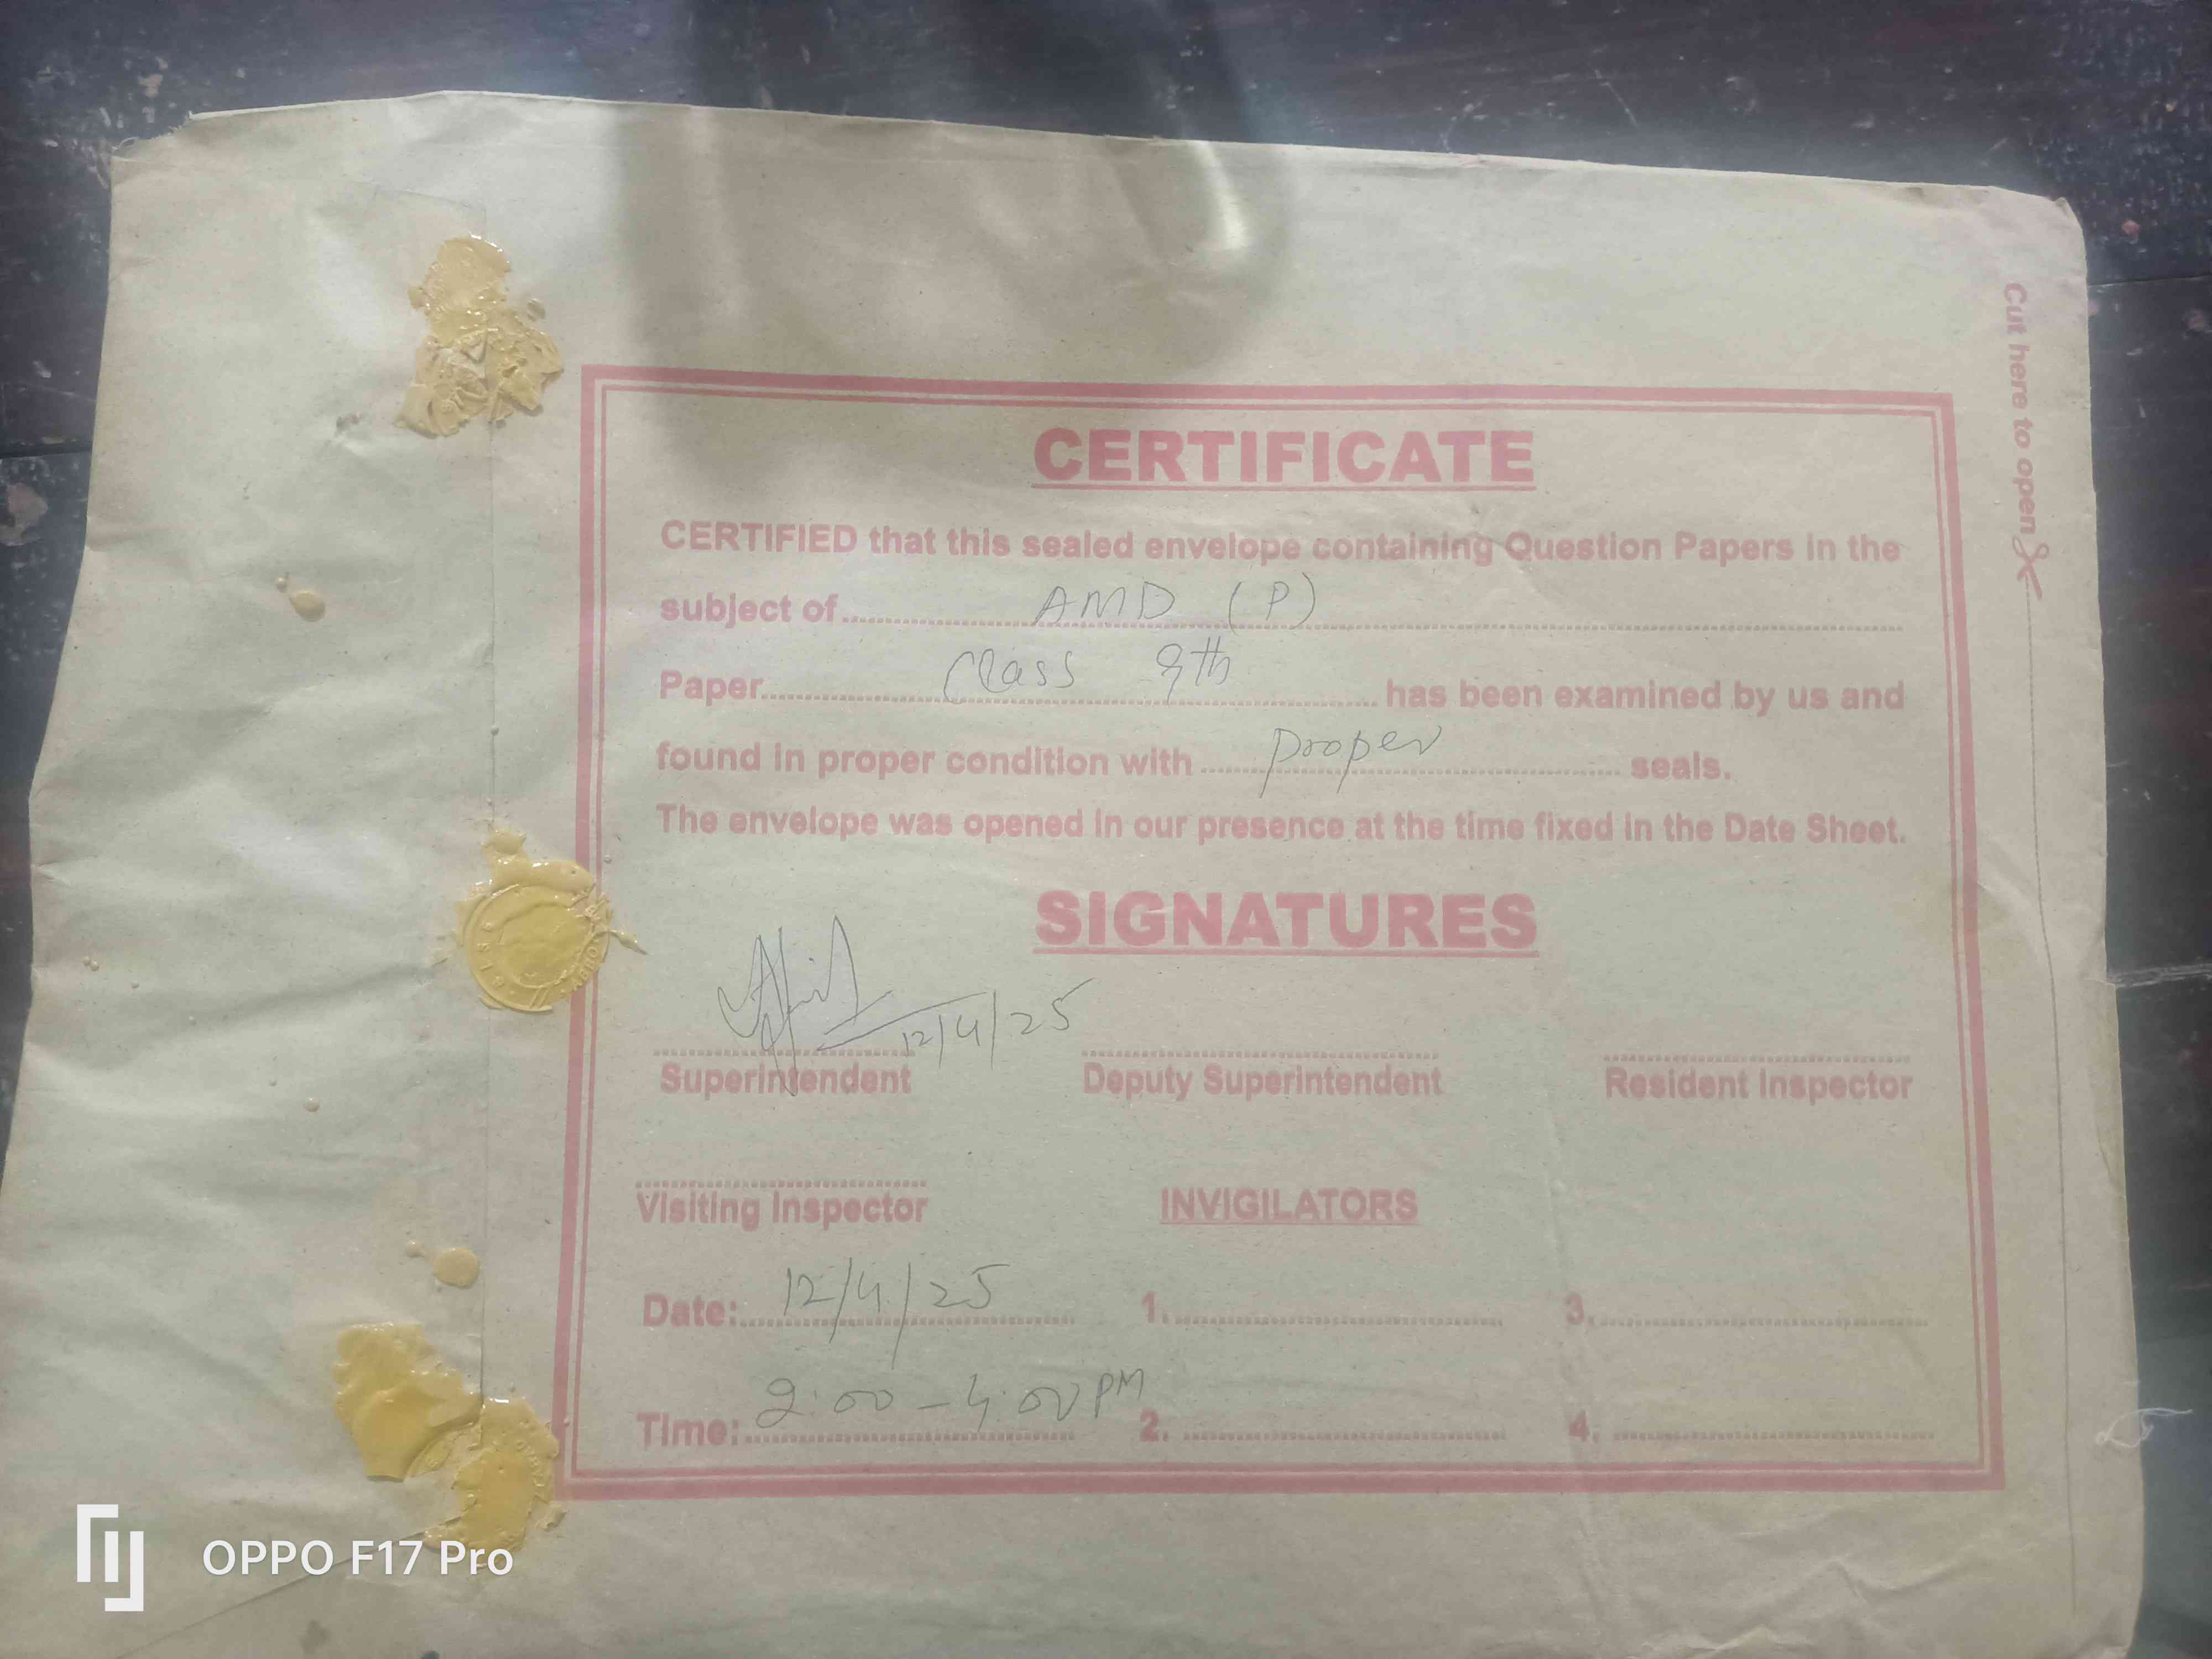 Cut here to open
CERTIFICATE
CERTIFIED that this sealed envelope containing Question Papers in the
subject of AMD (P)
Paper Class 9th has been examined by us and
found in proper condition with proper seals.
The envelope was opened in our presence at the time fixed in the Date Sheet.
SIGNATURES
12/4/25
Superintendent Deputy Superintendent Resident Inspector
Visiting Inspector INVIGILATORS
Date: 12/4/25 1. 3.
Time: 2:00 - 4:00 PM 2. 4.
OPPO F17 Pro